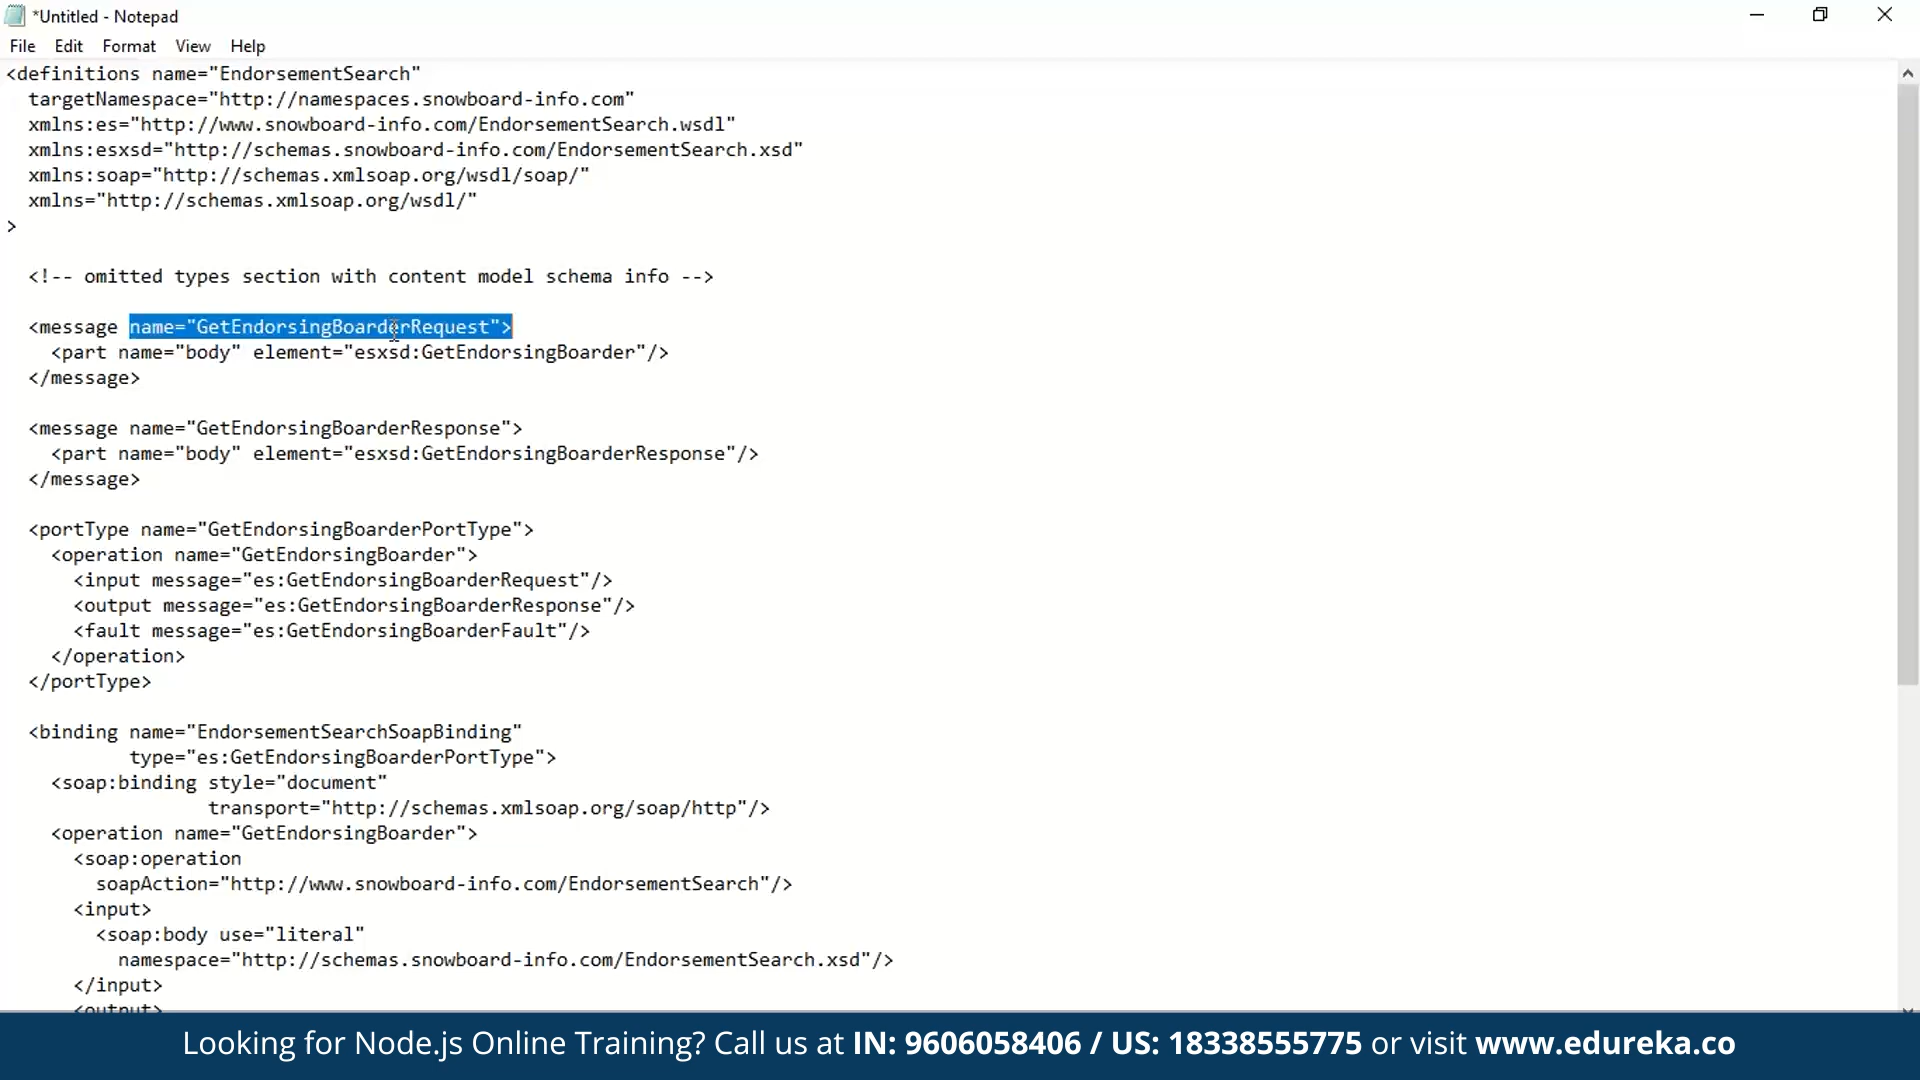 *Untitled - Notepad
File Edit Format View Help
<definitions name="EndorsementSearch"
targetNamespace="http://namespaces.snowboard-info.com"
xmlns:es="http://www.snowboard-info.com/EndorsementSearch.wsdl"
xmlns:esxsd="http://schemas.snowboard-info.com/EndorsementSearch.xsd"
xmlns:soap="http://schemas.xmlsoap.org/wsdl/soap/"
xmlns="http://schemas.xmlsoap.org/wsdl/"
>
<!-- omitted types section with content model schema info -->
<message name="GetEndorsingBoarderRequest">
<part name="body" element="esxsd:GetEndorsingBoarder"/>
</message>
<message name="GetEndorsingBoarderResponse">
<part name="body" element="esxsd:GetEndorsingBoarderResponse"/>
</message>
<portType name="GetEndorsingBoarderPortType">
<operation name="GetEndorsingBoarder">
<input message="es:GetEndorsingBoarderRequest"/>
<output message="es:GetEndorsingBoarderResponse"/>
<fault message="es:GetEndorsingBoarderFault"/>
</operation>
</portType>
<binding name="EndorsementSearchSoapBinding"
type="es:GetEndorsingBoarderPortType">
<soap:binding style="document"
transport="http://schemas.xmlsoap.org/soap/http"/>
<operation name="GetEndorsingBoarder">
<soap:operation
soapAction="http://www.snowboard-info.com/EndorsementSearch"/>
<input>
<soap:body use="literal"
namespace="http://schemas.snowboard-info.com/EndorsementSearch.xsd"/>
</input>
<output>
Looking for Node.js Online Training? Call us at IN: 9606058406 / US: 18338555775 or visit www.edureka.co